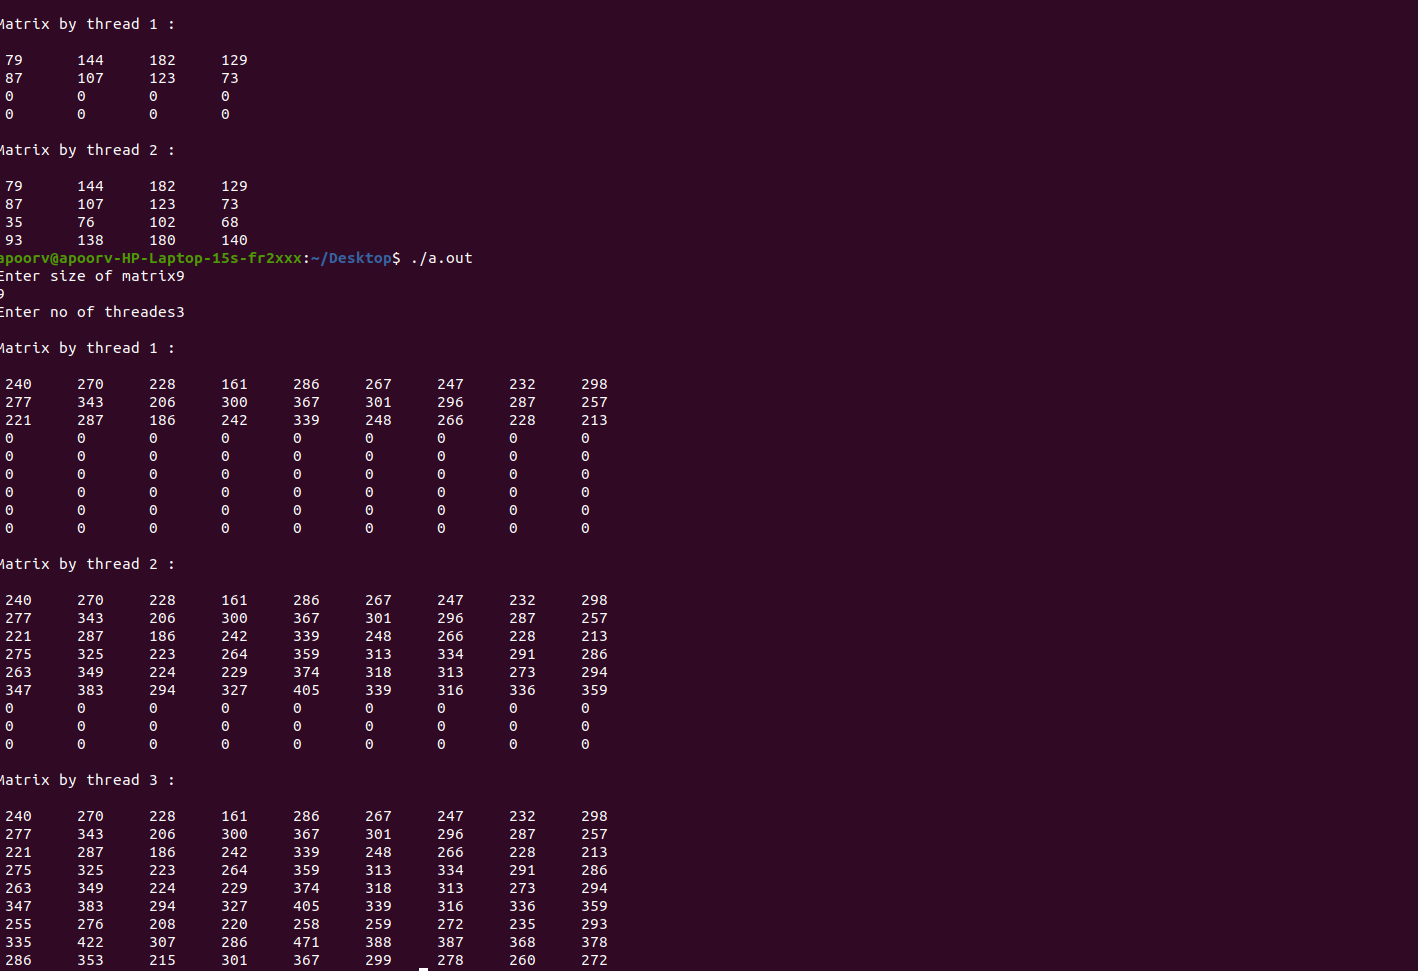 Matrix by thread 1 :
79 144 182 129
87 107 123 73
0 0 0 0
0 0 0 0
Matrix by thread 2 :
79 144 182 129
87 107 123 73
35 76 102 68
93 138 180 140
apoorv@apoorv-HP-Laptop-15s-fr2xxx:~/Desktop$ ./a.out
Enter size of matrix9
9
Enter no of threades3
Matrix by thread 1 :
240 270 228 161 286 267 247 232 298
277 343 206 300 367 301 296 287 257
221 287 186 242 339 248 266 228 213
0 0 0 0 0 0 0 0 0
0 0 0 0 0 0 0 0 0
0 0 0 0 0 0 0 0 0
0 0 0 0 0 0 0 0 0
0 0 0 0 0 0 0 0 0
0 0 0 0 0 0 0 0 0
Matrix by thread 2 :
240 270 228 161 286 267 247 232 298
277 343 206 300 367 301 296 287 257
221 287 186 242 339 248 266 228 213
275 325 223 264 359 313 334 291 286
263 349 224 229 374 318 313 273 294
347 383 294 327 405 339 316 336 359
0 0 0 0 0 0 0 0 0
0 0 0 0 0 0 0 0 0
0 0 0 0 0 0 0 0 0
Matrix by thread 3 :
240 270 228 161 286 267 247 232 298
277 343 206 300 367 301 296 287 257
221 287 186 242 339 248 266 228 213
275 325 223 264 359 313 334 291 286
263 349 224 229 374 318 313 273 294
347 383 294 327 405 339 316 336 359
255 276 208 220 258 259 272 235 293
335 422 307 286 471 388 387 368 378
286 353 215 301 367 299 278 260 272